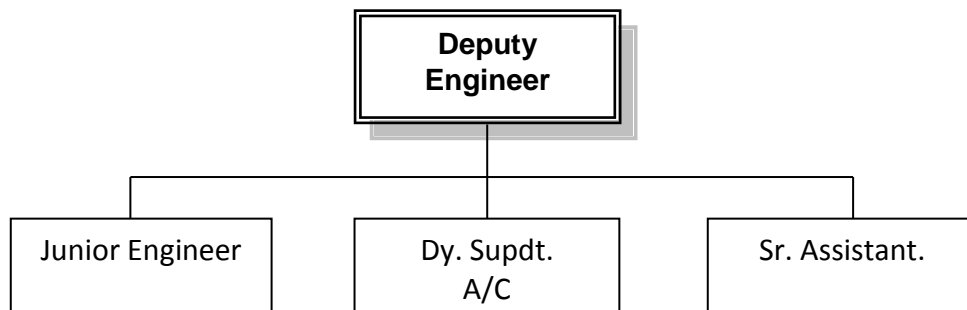 Deputy
Engineer
Junior Engineer
Dy. Supdt.
A/C
Sr. Assistant.